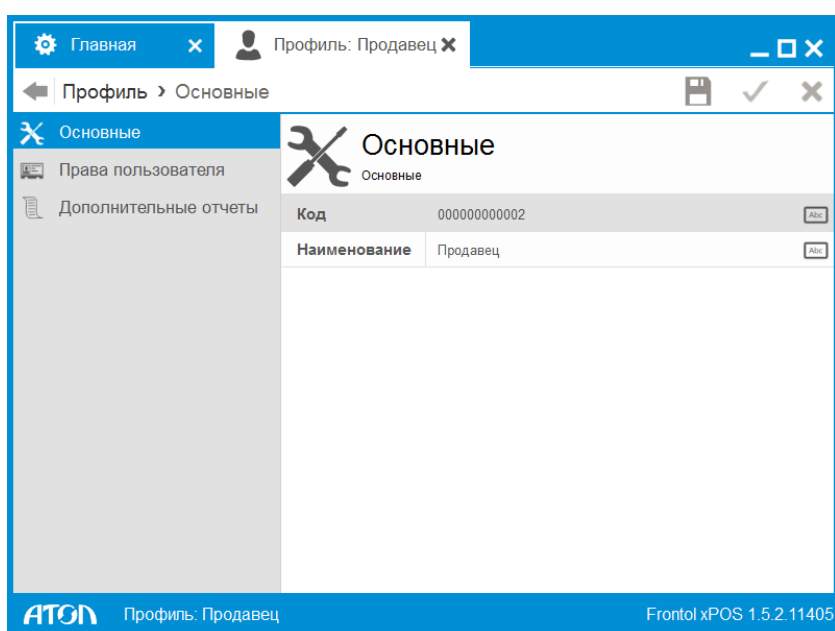 Главная
Профиль: Продавец
Профиль › Основные
Основные
Права пользователя
Дополнительные отчеты
Основные
Основные
Код 000000000002 Abc
Наименование Продавец Abc
ATOЛ Профиль: Продавец Frontol xPOS 1.5.2.11405